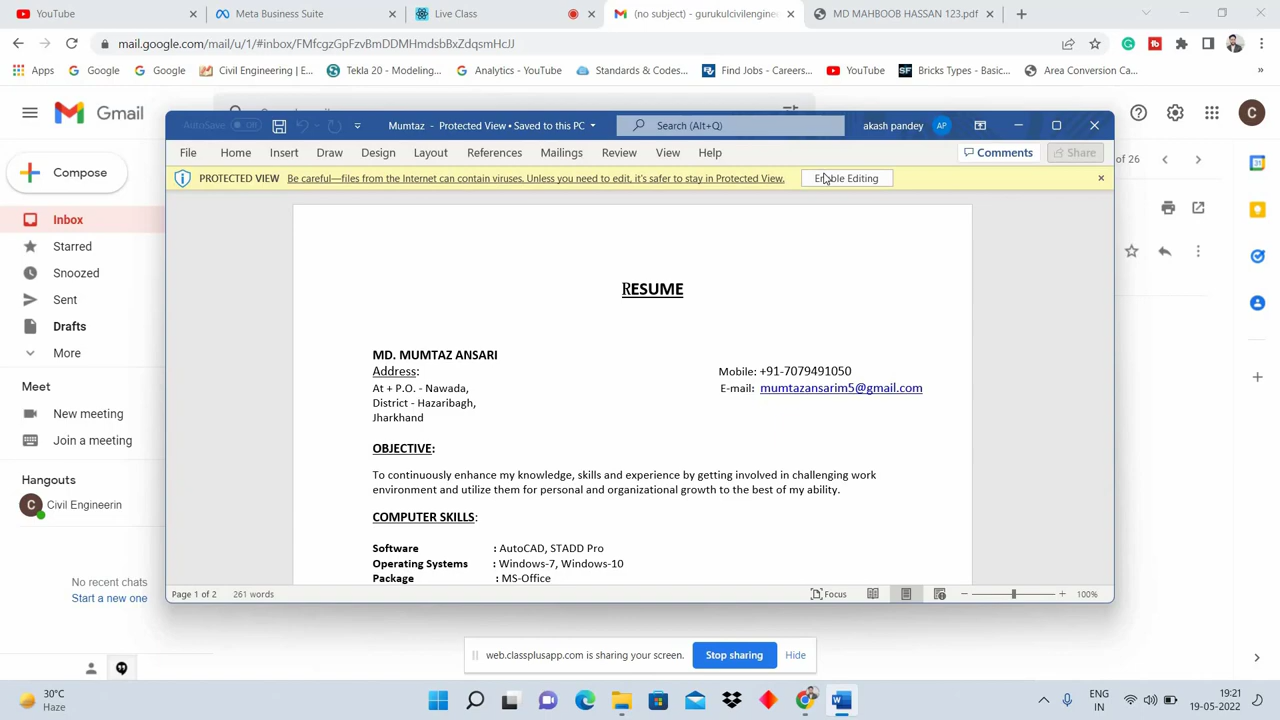 YouTube
Meta Business Suite
Live Class
(no subject) - gurukulcivilengine
MD MAHBOOB HASSAN 123.pdf
mail.google.com/mail/u/1/#inbox/FMfcgzGpFzvBmDDMHmdsbBrZdqsmHcJJ
Apps
Google
Google
Civil Engineering | E...
Tekla 20 - Modeling...
Analytics - YouTube
Standards & Codes...
Find Jobs - Careers...
YouTube
Bricks Types - Basic...
Area Conversion Ca...
»
Gmail
C
AutoSave Off
Mumtaz - Protected View • Saved to this PC
Search (Alt+Q)
akash pandey AP
File Home Insert Draw Design Layout References Mailings Review View Help
Comments
Share
PROTECTED VIEW Be careful—files from the Internet can contain viruses. Unless you need to edit, it's safer to stay in Protected View.
Enable Editing
of 26
Compose
Inbox
Starred
Snoozed
Sent
Drafts
More
Meet
New meeting
Join a meeting
Hangouts
C Civil Engineerin
No recent chats
Start a new one
RESUME
MD. MUMTAZ ANSARI
Address:
Mobile: +91-7079491050
At + P.O. - Nawada,
E-mail: mumtazansarim5@gmail.com
District - Hazaribagh,
Jharkhand
OBJECTIVE:
To continuously enhance my knowledge, skills and experience by getting involved in challenging work
environment and utilize them for personal and organizational growth to the best of my ability.
COMPUTER SKILLS:
Software : AutoCAD, STADD Pro
Operating Systems : Windows-7, Windows-10
Package : MS-Office
Page 1 of 2
261 words
Focus
100%
web.classplusapp.com is sharing your screen.
Stop sharing
Hide
30°C
Haze
ENG
IN
19:21
19-05-2022